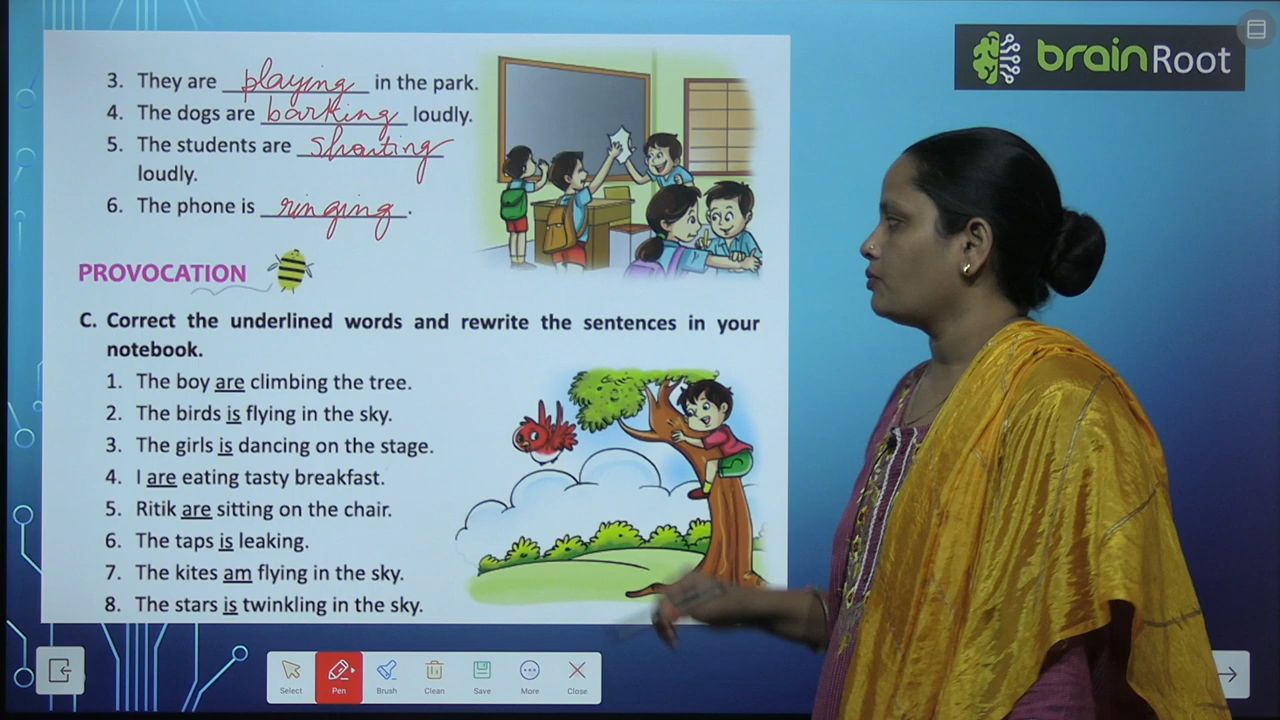 brainRoot
3. They are playing in the park.
4. The dogs are barking loudly.
5. The students are shouting
loudly.
6. The phone is ringing.
PROVOCATION
C. Correct the underlined words and rewrite the sentences in your
notebook.
1. The boy are climbing the tree.
2. The birds is flying in the sky.
3. The girls is dancing on the stage.
4. I are eating tasty breakfast.
5. Ritik are sitting on the chair.
6. The taps is leaking.
7. The kites am flying in the sky.
8. The stars is twinkling in the sky.
Select Pen Brush Clean Save More Close